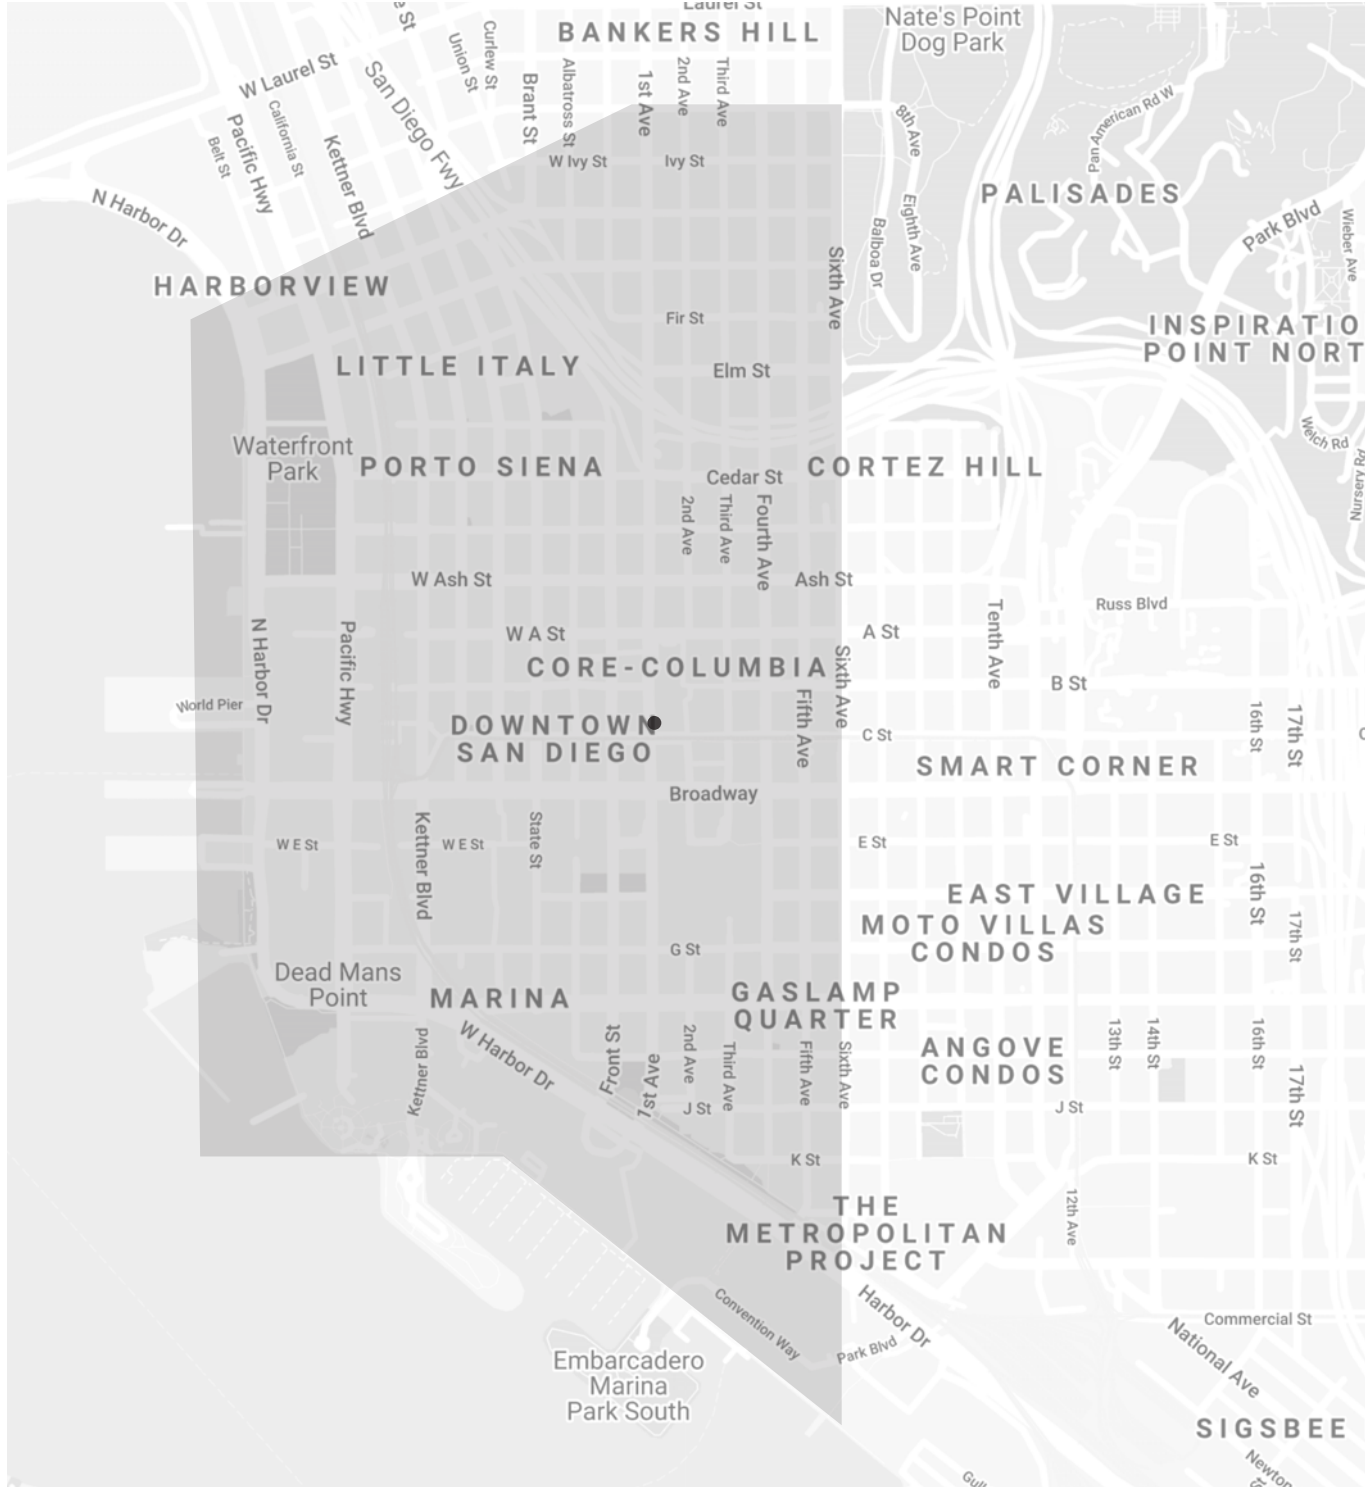 Laurel St
BANKERS HILL
Nate's Point
Dog Park
W Laurel St
San Diego Fwy
Union St
Curlew St
Brant St
Albatross St
1st Ave
2nd Ave
Third Ave
8th Ave
Pan American Rd W
Belt St
Pacific Hwy
California St
Kettner Blvd
W Ivy St
Ivy St
PALISADES
N Harbor Dr
Eighth Ave
Balboa Dr
Park Blvd
Wieber Ave
HARBORVIEW
Sixth Ave
Fir St
INSPIRATIO
POINT NORT
LITTLE ITALY
Elm St
Waterfront
Park
PORTO SIENA
Cedar St
CORTEZ HILL
Welch Rd
Nursery Rd
2nd Ave
Third Ave
Fourth Ave
W Ash St
Ash St
Russ Blvd
Tenth Ave
N Harbor Dr
Pacific Hwy
W A St
A St
CORE-COLUMBIA
Sixth Ave
B St
World Pier
Fifth Ave
DOWNTOWN
SAN DIEGO
C St
16th St
17th St
SMART CORNER
Broadway
W E St
Kettner Blvd
W E St
State St
E St
E St
EAST VILLAGE
16th St
MOTO VILLAS
CONDOS
17th St
G St
Dead Mans
Point
MARINA
GASLAMP
QUARTER
Kettner Blvd
W Harbor Dr
Front St
1st Ave
2nd Ave
Third Ave
Fifth Ave
Sixth Ave
ANGOVE
CONDOS
13th St
14th St
16th St
17th St
J St
J St
K St
K St
THE
METROPOLITAN
PROJECT
12th Ave
Convention Way
Harbor Dr
Park Blvd
Commercial St
National Ave
Embarcadero
Marina
Park South
SIGSBEE
Newton